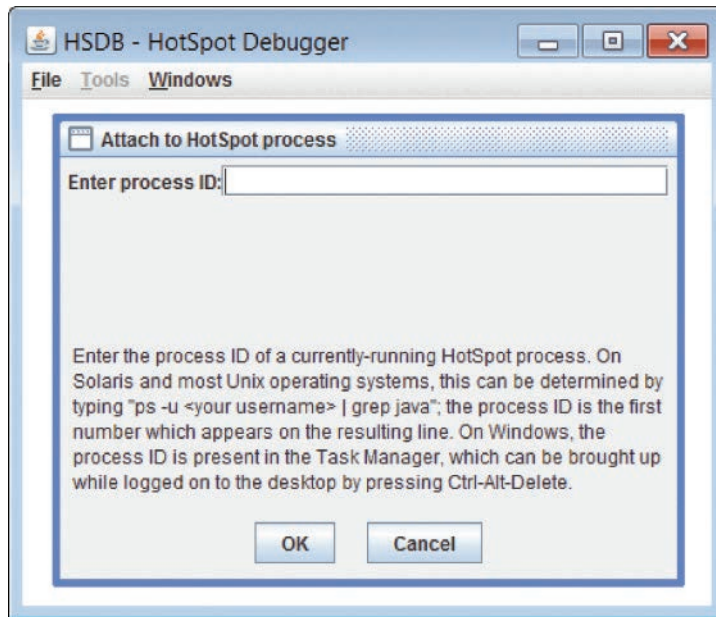 HSDB - HotSpot Debugger
File Tools Windows
Attach to HotSpot process
Enter process ID:
Enter the process ID of a currently-running HotSpot process. On
Solaris and most Unix operating systems, this can be determined by
typing "ps -u <your username> | grep java"; the process ID is the first
number which appears on the resulting line. On Windows, the
process ID is present in the Task Manager, which can be brought up
while logged on to the desktop by pressing Ctrl-Alt-Delete.
OK Cancel